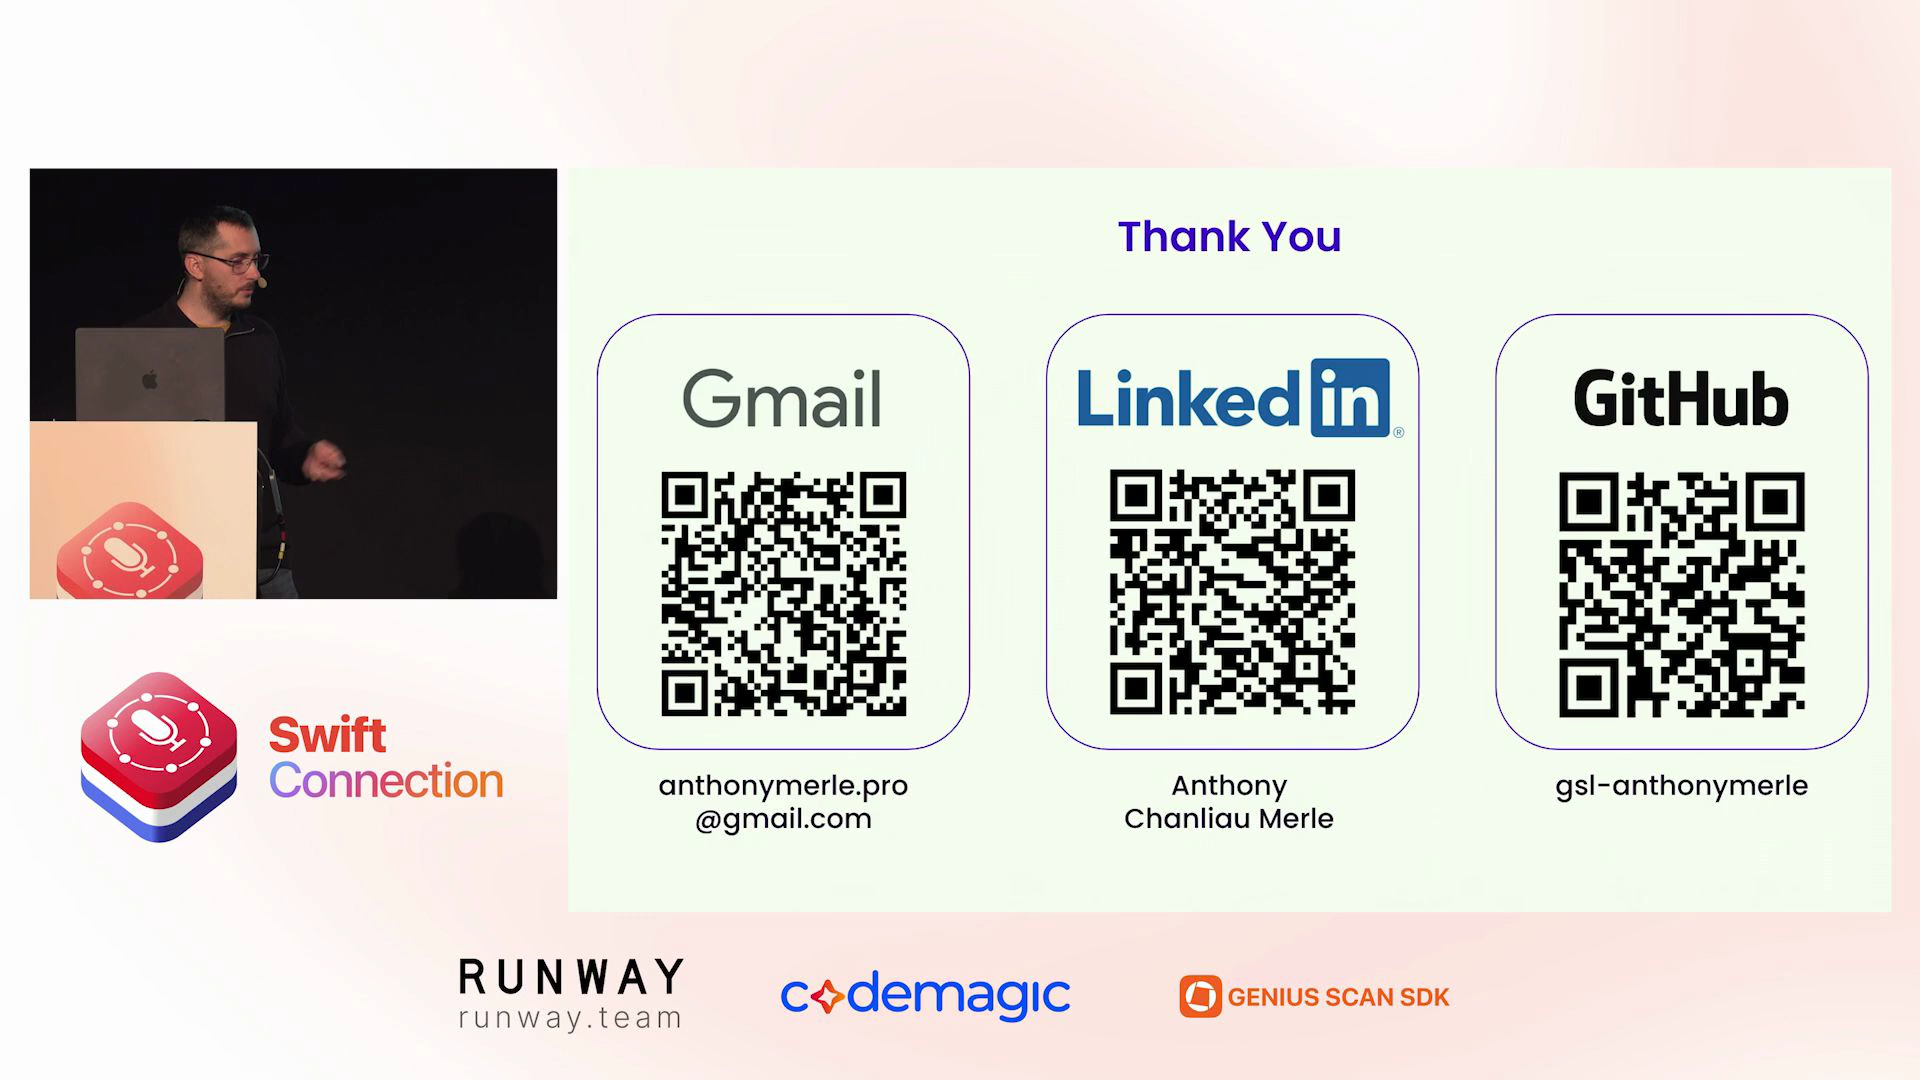 Thank You
Gmail
LinkedIn®
GitHub
anthonymerle.pro
@gmail.com
Anthony
Chanliau Merle
gsl-anthonymerle
Swift
Connection
RUNWAY
runway.team
codemagic
GENIUS SCAN SDK